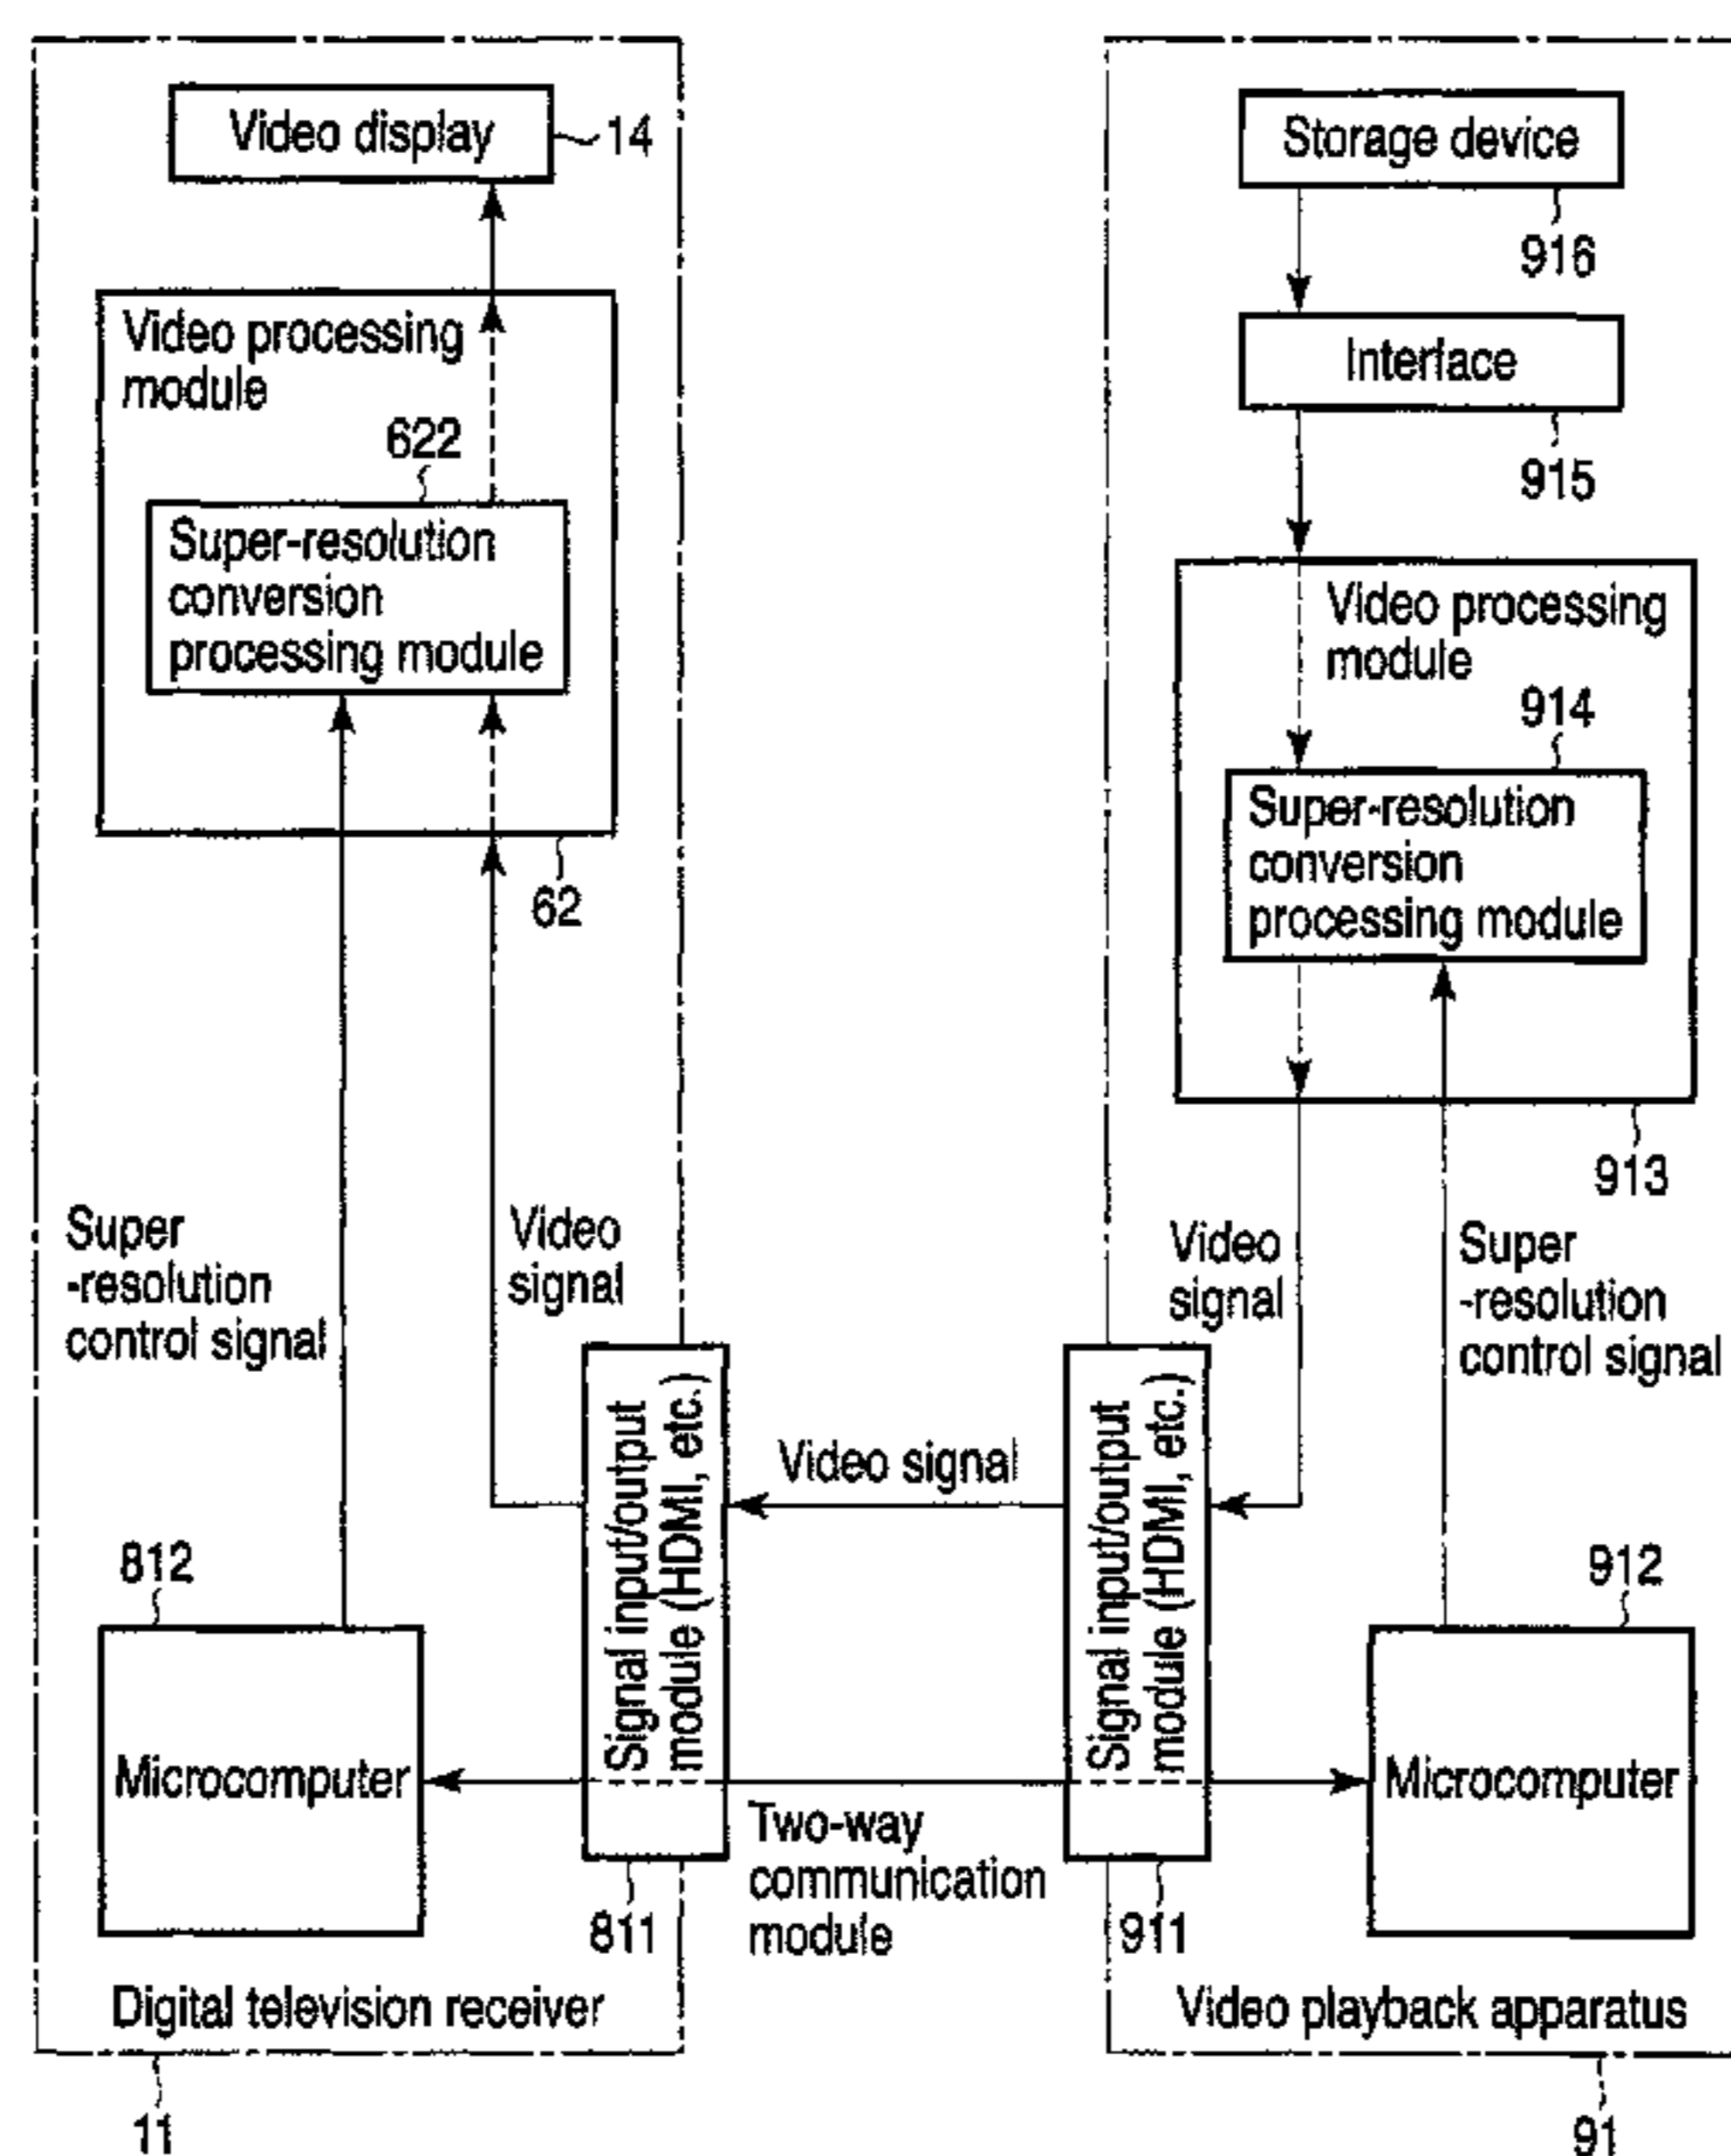 Video display
14
Video processing
module
622
Super-resolution
conversion
processing module
62
Super
-resolution
control signal
Video
signal
812
Microcomputer
Signal input/output
module (HDMI, etc.)
811
Digital television receiver
11
Video signal
Two-way
communication
module
Storage device
916
Interface
915
Video processing
module
914
Super-resolution
conversion
processing module
913
Video
signal
Super
-resolution
control signal
Signal input/output
module (HDMI, etc.)
911
912
Microcomputer
Video playback apparatus
91